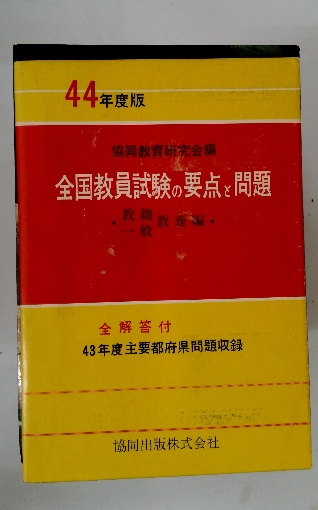 44年度版
協同教育研究会編
全国教員試験の要点と問題
・教職一般教養編・
全解答付
43年度主要都府県問題収録
協同出版株式会社